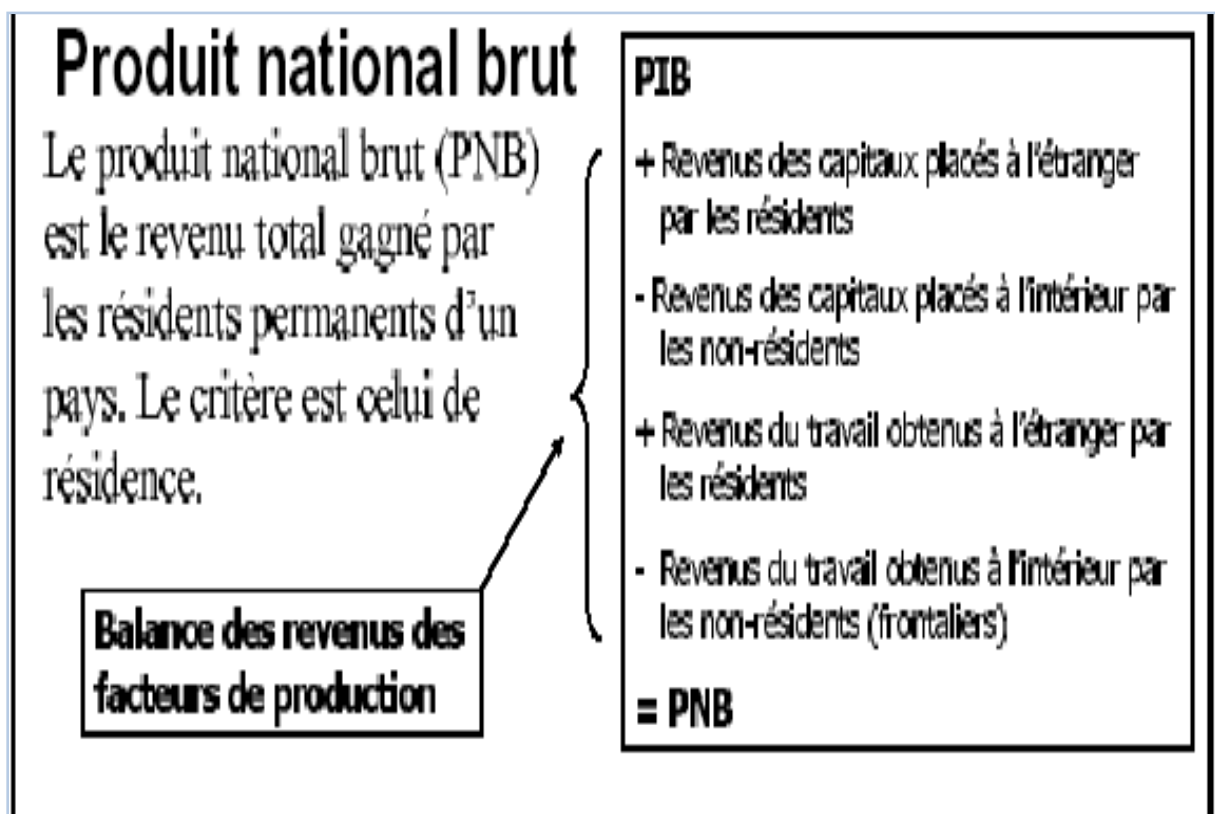 Produit national brut
Le produit national brut (PNB)
est le revenu total gagné par
les résidents permanents d'un
pays. Le critère est celui de
résidence.
Balance des revenus des
facteurs de production
PIB
+ Revenus des capitaux placés à l'étranger
par les résidents
- Revenus des capitaux placés à l'intérieur par
les non-résidents
+ Revenus du travail obtenus à l'étranger par
les résidents
- Revenus du travail obtenus à l'intérieur par
les non-résidents (frontaliers)
= PNB